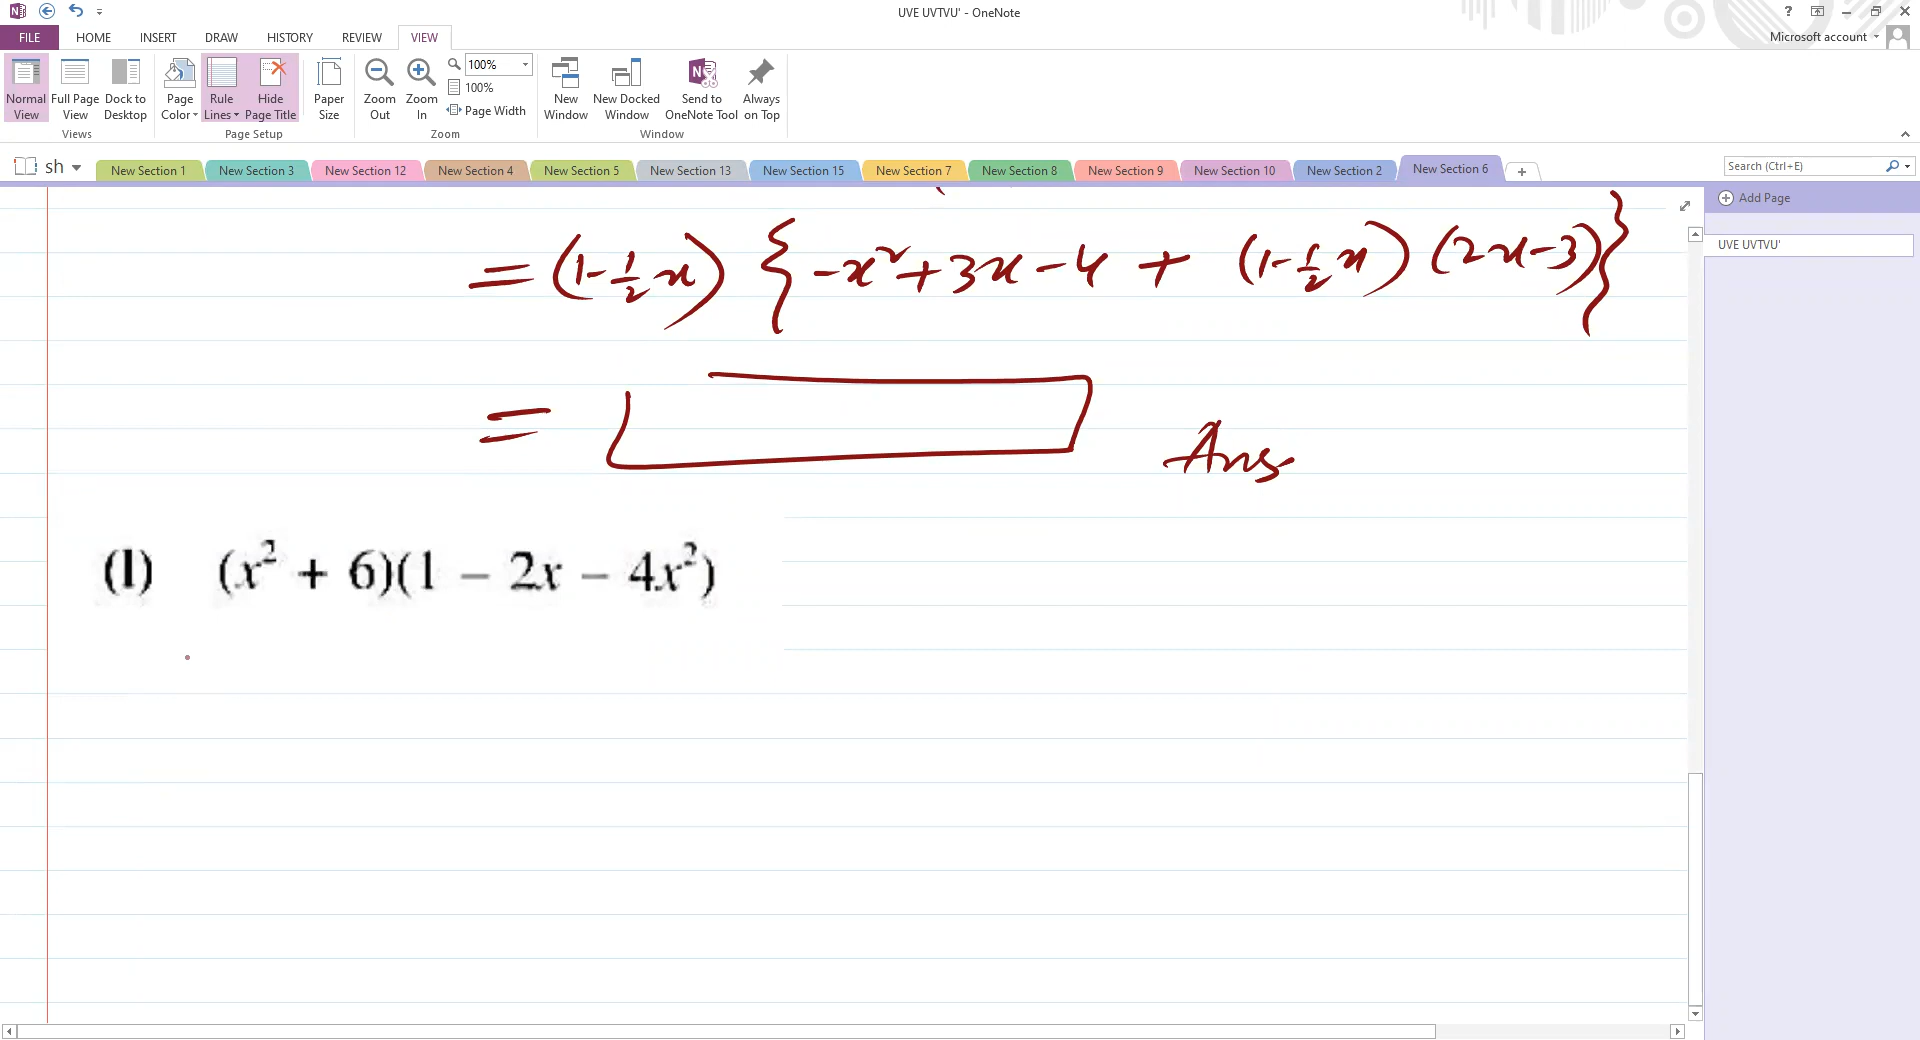 UVE UVTVU' - OneNote
?
FILE HOME INSERT DRAW HISTORY REVIEW VIEW
Microsoft account
Normal View
Full Page View
Dock to Desktop
Views
Page Color
Rule Lines
Hide Page Title
Paper Size
Page Setup
Zoom Out
Zoom In
100%
100%
Page Width
Zoom
New Window
New Docked Window
Send to OneNote Tool
Always on Top
Window
sh
New Section 1 New Section 3 New Section 12 New Section 4 New Section 5 New Section 13 New Section 15 New Section 7 New Section 8 New Section 9 New Section 10 New Section 2 New Section 6
Search (Ctrl+E)
Add Page
UVE UVTVU'
= (1-1/2 x) { -x² + 3x - 4 + (1-1/2 x) (2x-3) }
= Ans
(l) (x² + 6)(1 − 2x − 4x²)